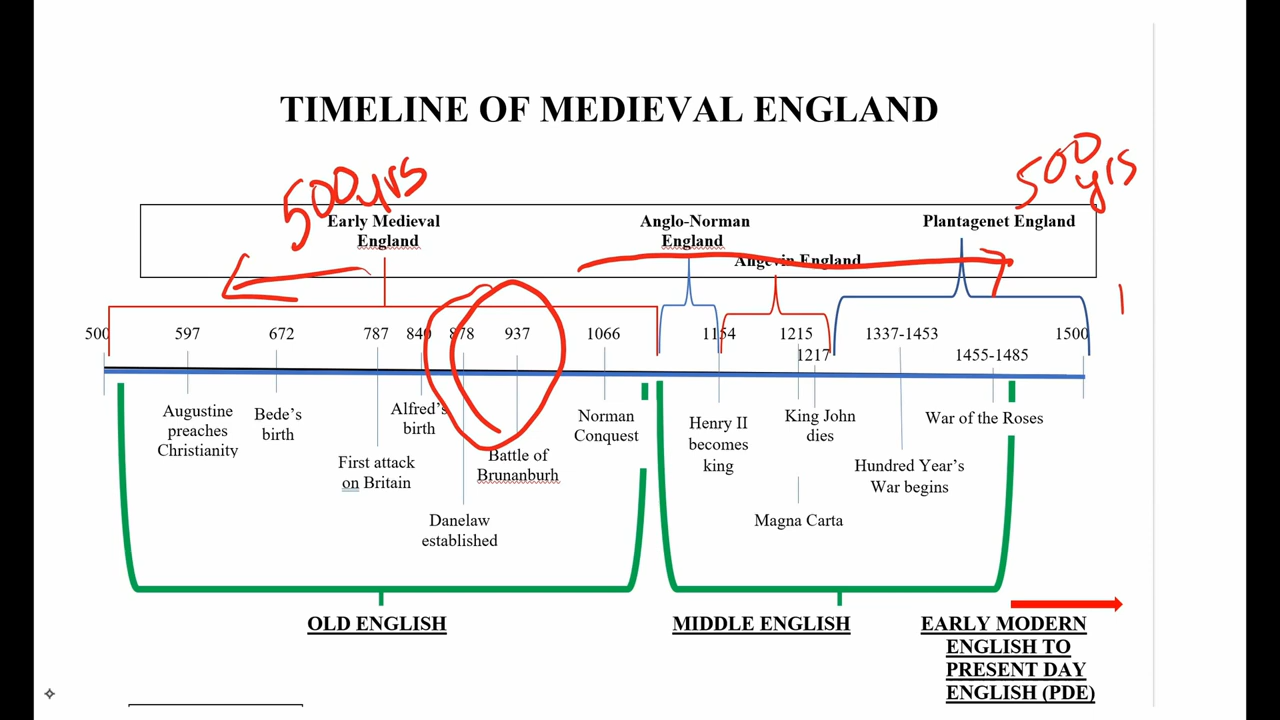 TIMELINE OF MEDIEVAL ENGLAND
500 yrs
500 yrs
Early Medieval
England
Anglo-Norman
England
Angevin England
Plantagenet England
500
597
672
787
840
878
937
1066
1154
1215
1217
1337-1453
1455-1485
1500
Augustine
preaches
Christianity
Bede’s
birth
First attack
on Britain
Alfred’s
birth
Danelaw
established
Battle of
Brunanburh
Norman
Conquest
Henry II
becomes
king
King John
dies
Magna Carta
Hundred Year’s
War begins
War of the Roses
OLD ENGLISH
MIDDLE ENGLISH
EARLY MODERN
ENGLISH TO
PRESENT DAY
ENGLISH (PDE)